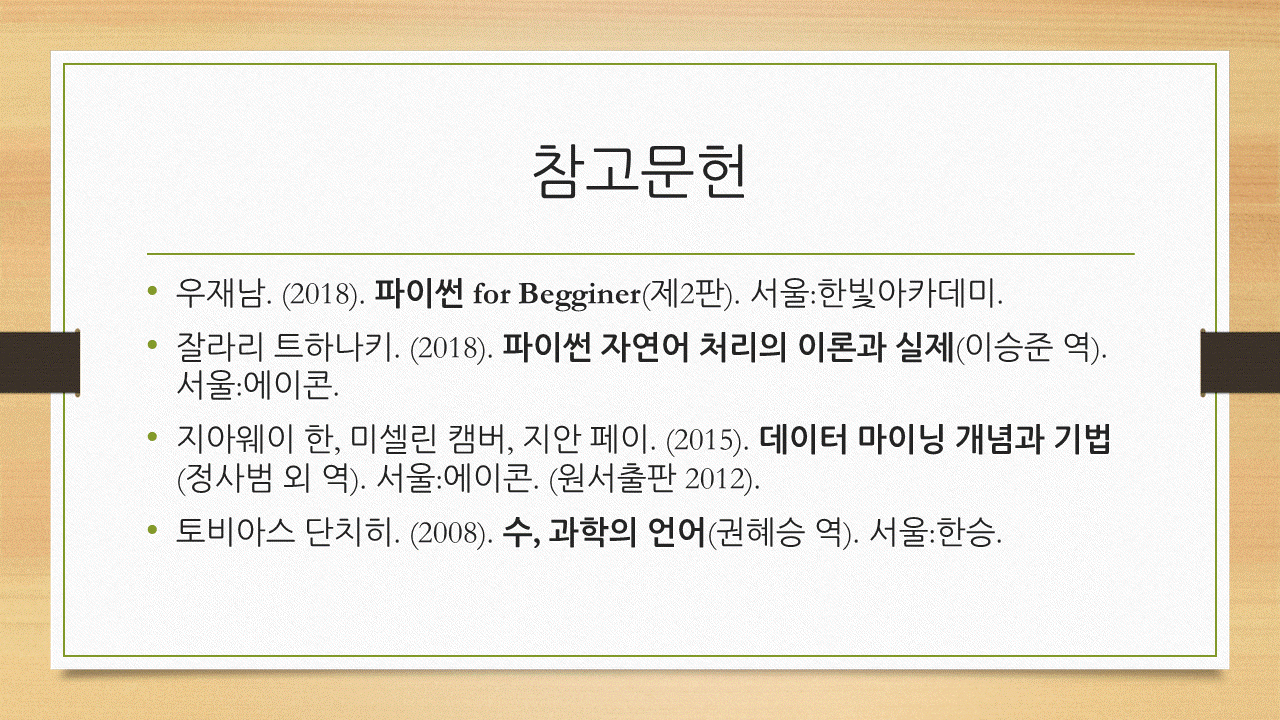 참고문헌
• 우재남. (2018). 파이썬 for Begginer(제2판). 서울:한빛아카데미.
• 잘라리 트하나키. (2018). 파이썬 자연어 처리의 이론과 실제(이승준 역).
서울:에이콘.
• 지아웨이 한, 미셸린 캠버, 지안 페이. (2015). 데이터 마이닝 개념과 기법
(정사범 외 역). 서울:에이콘. (원서출판 2012).
• 토비아스 단치히. (2008). 수, 과학의 언어(권혜승 역). 서울:한승.